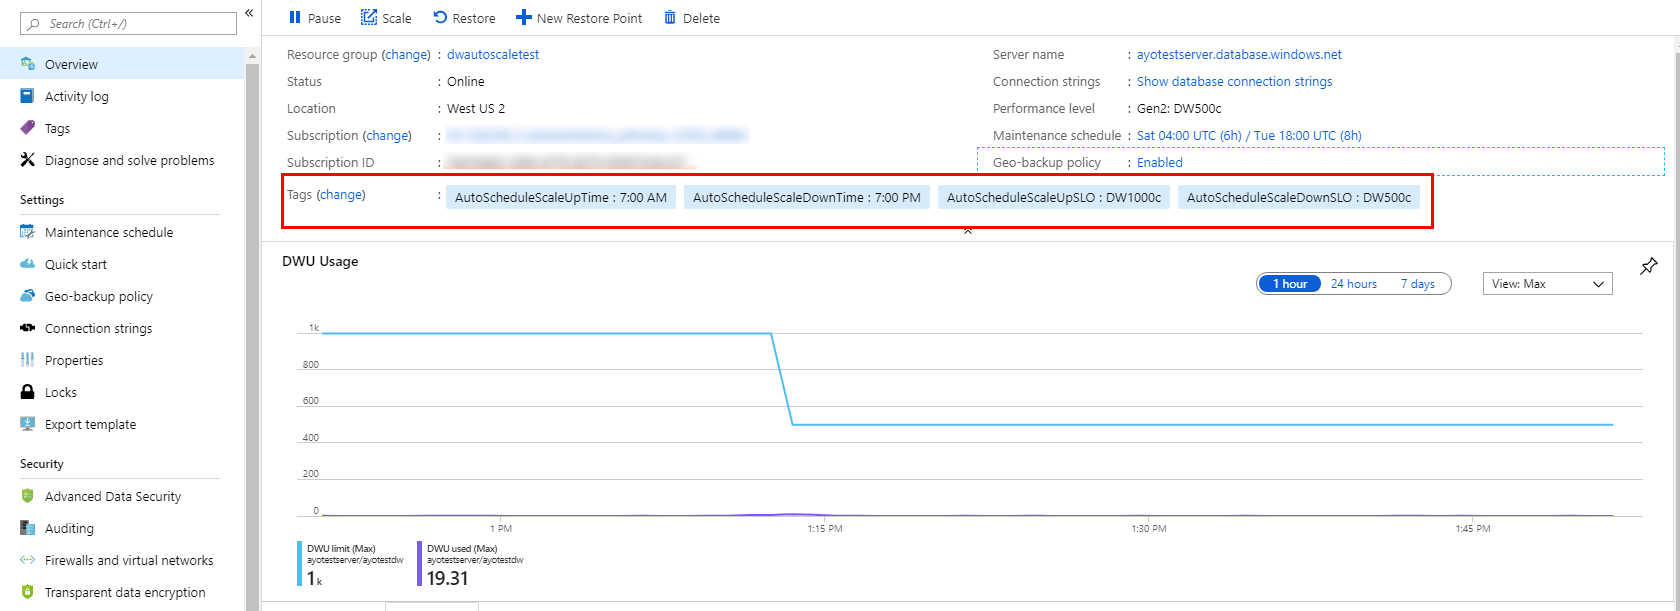 Search (Ctrl+/)
«
Overview
Activity log
Tags
Diagnose and solve problems
Settings
Maintenance schedule
Quick start
Geo-backup policy
Connection strings
Properties
Locks
Export template
Security
Advanced Data Security
Auditing
Firewalls and virtual networks
Transparent data encryption
Pause Scale Restore New Restore Point Delete
Resource group (change) : dwautoscaletest
Status : Online
Location : West US 2
Subscription (change) :
Subscription ID :
Server name : ayotestserver.database.windows.net
Connection strings : Show database connection strings
Performance level : Gen2: DW500c
Maintenance schedule : Sat 04:00 UTC (6h) / Tue 18:00 UTC (8h)
Geo-backup policy : Enabled
Tags (change) : AutoScheduleScaleUpTime : 7:00 AM AutoScheduleScaleDownTime : 7:00 PM AutoScheduleScaleUpSLO : DW1000c AutoScheduleScaleDownSLO : DW500c
DWU Usage
1 hour 24 hours 7 days View: Max
1k
800
600
400
200
0
1 PM 1:15 PM 1:30 PM 1:45 PM
DWU limit (Max)
ayotestserver/ayotestdw
1 k
DWU used (Max)
ayotestserver/ayotestdw
19.31